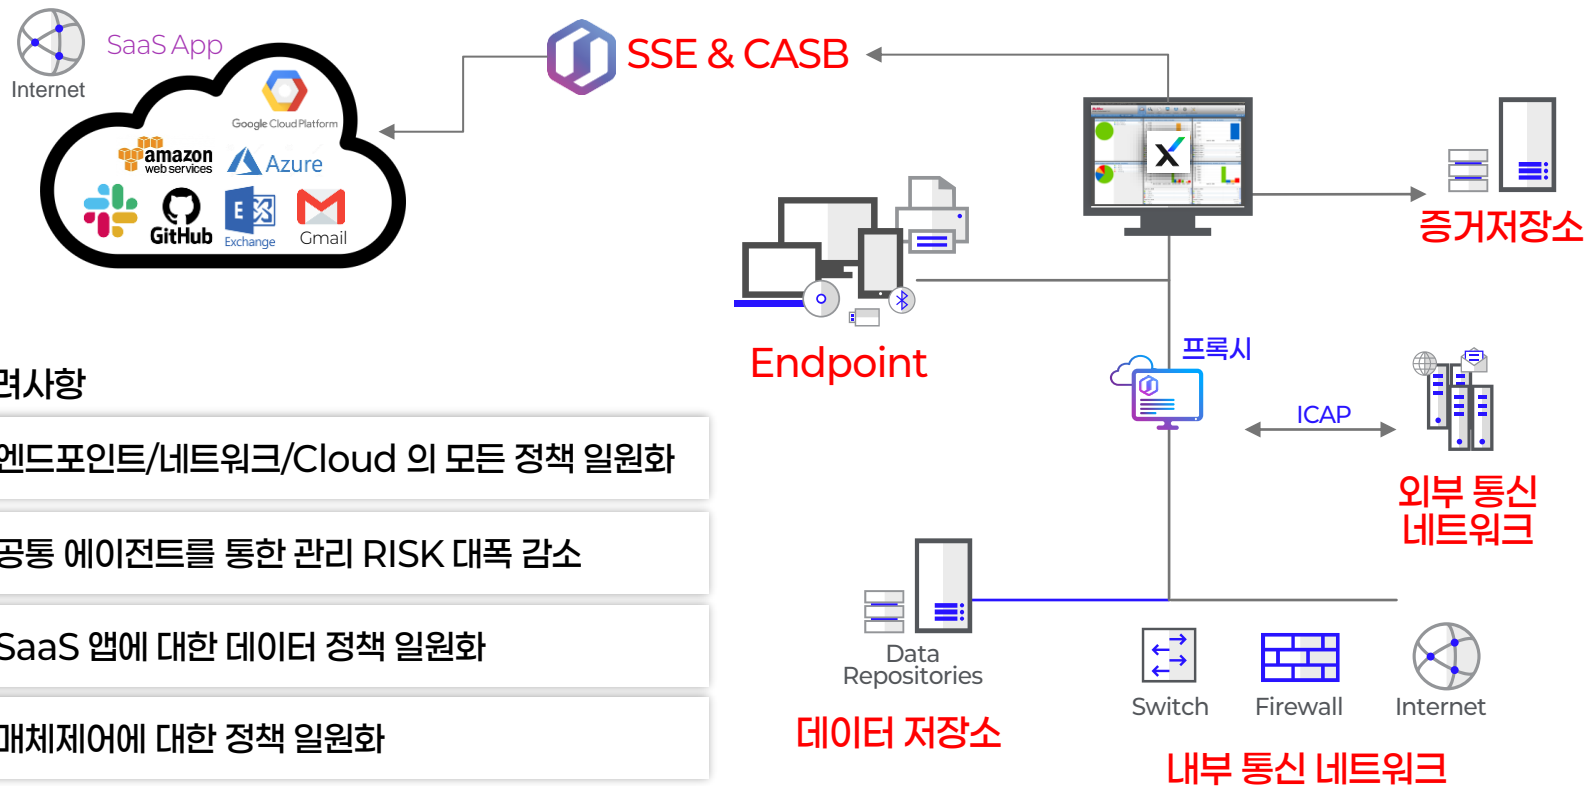 Internet
SaaS App
Google Cloud Platform
amazon
web services
Azure
GitHub
Exchange
Gmail
SSE & CASB
증거저장소
Endpoint
프록시
ICAP
외부 통신
네트워크
려사항
엔드포인트/네트워크/Cloud 의 모든 정책 일원화
공통 에이전트를 통한 관리 RISK 대폭 감소
SaaS 앱에 대한 데이터 정책 일원화
매체제어에 대한 정책 일원화
Data
Repositories
데이터 저장소
Switch
Firewall
Internet
내부 통신 네트워크